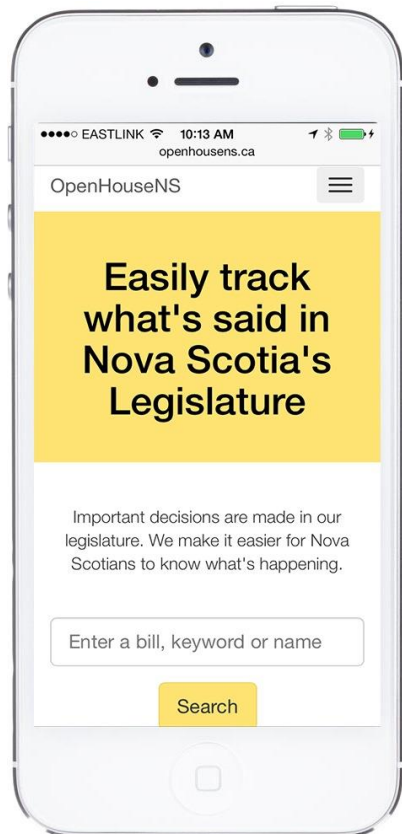 EASTLINK 10:13 AM
openhousens.ca
OpenHouseNS
Easily track
what's said in
Nova Scotia's
Legislature
Important decisions are made in our
legislature. We make it easier for Nova
Scotians to know what's happening.
Enter a bill, keyword or name
Search